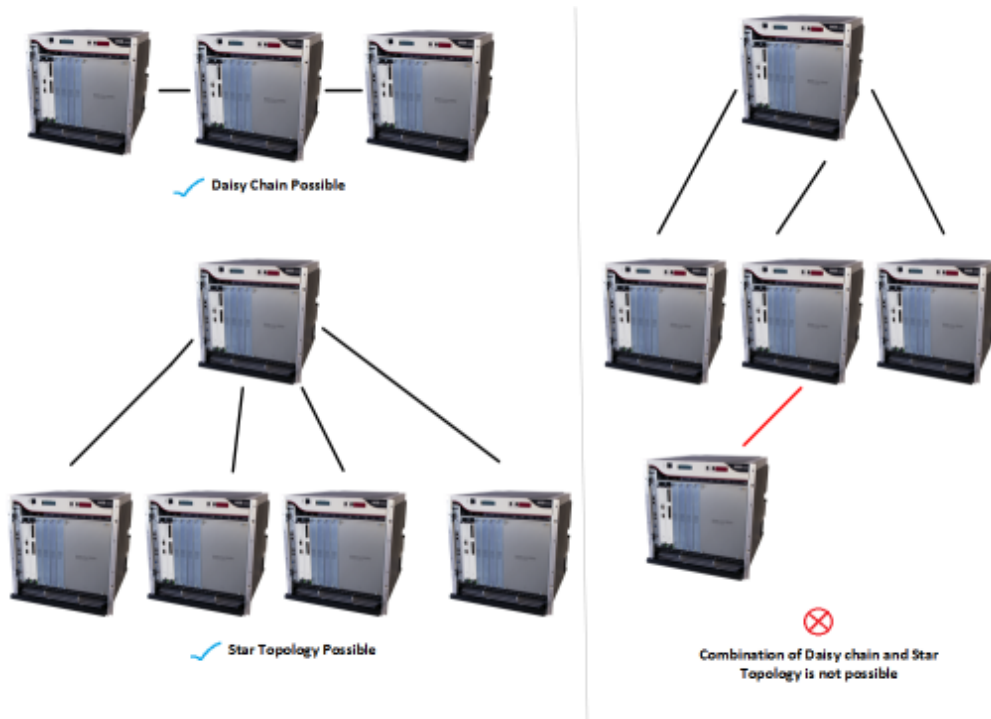 Daisy Chain Possible
Star Topology Possible
Combination of Daisy chain and Star
Topology is not possible